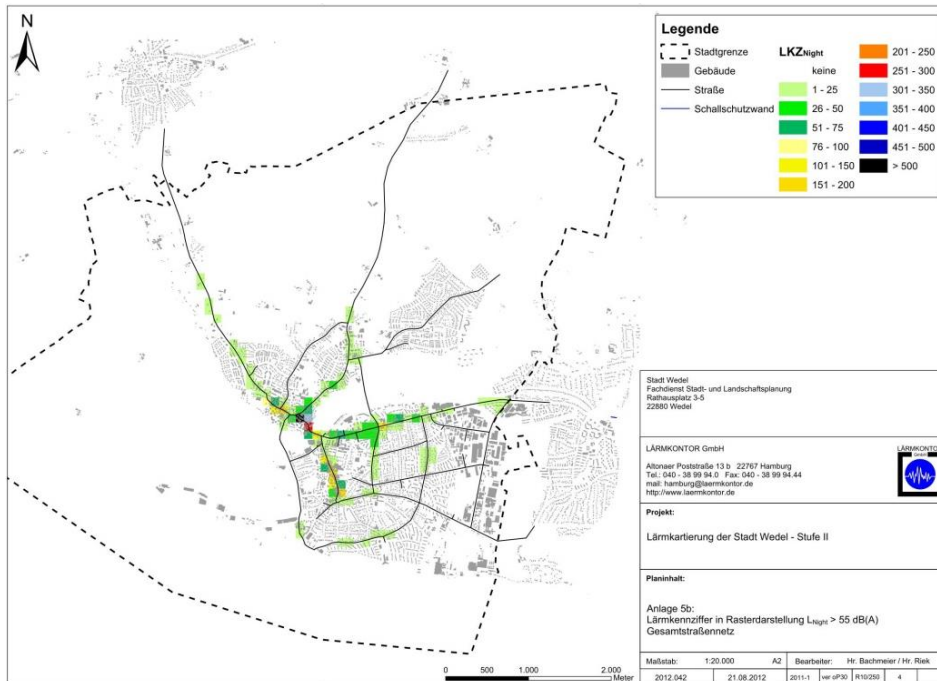 N
Legende
Stadtgrenze
Gebäude
Straße
Schallschutzwand
LKZNight
keine
1 - 25
26 - 50
51 - 75
76 - 100
101 - 150
151 - 200
201 - 250
251 - 300
301 - 350
351 - 400
401 - 450
451 - 500
> 500
Stadt Wedel
Fachdienst Stadt- und Landschaftsplanung
Rathausplatz 3-5
22880 Wedel
LÄRMKONTOR GmbH
Altonaer Poststraße 13 b 22767 Hamburg
Tel.: 040 - 38 99 94.0 Fax: 040 - 38 99 94.44
mail: hamburg@laermkontor.de
http://www.laermkontor.de
LÄRMKONTOR
GmbH
Projekt:
Lärmkartierung der Stadt Wedel - Stufe II
Planinhalt:
Anlage 5b:
Lärmkennziffer in Rasterdarstellung LNight > 55 dB(A)
Gesamtstraßennetz
Maßstab: 1:20.000 A2 Bearbeiter: Hr. Bachmeier / Hr. Riek
2012.042 21.08.2012 2011-1 ver oP30 R10/250 4
0 500 1.000 2.000
Meter